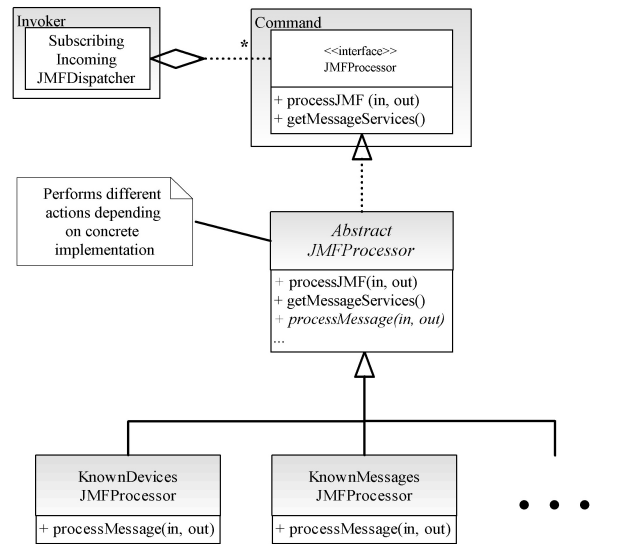 Invoker
Subscribing
Incoming
JMFDispatcher
*
Command
<<interface>>
JMFProcessor
+ processJMF (in, out)
+ getMessageServices()
Performs different
actions depending
on concrete
implementation
Abstract
JMFProcessor
+ processJMF(in, out)
+ getMessageServices()
+ processMessage(in, out)
...
KnownDevices
JMFProcessor
+ processMessage(in, out)
KnownMessages
JMFProcessor
+ processMessage(in, out)